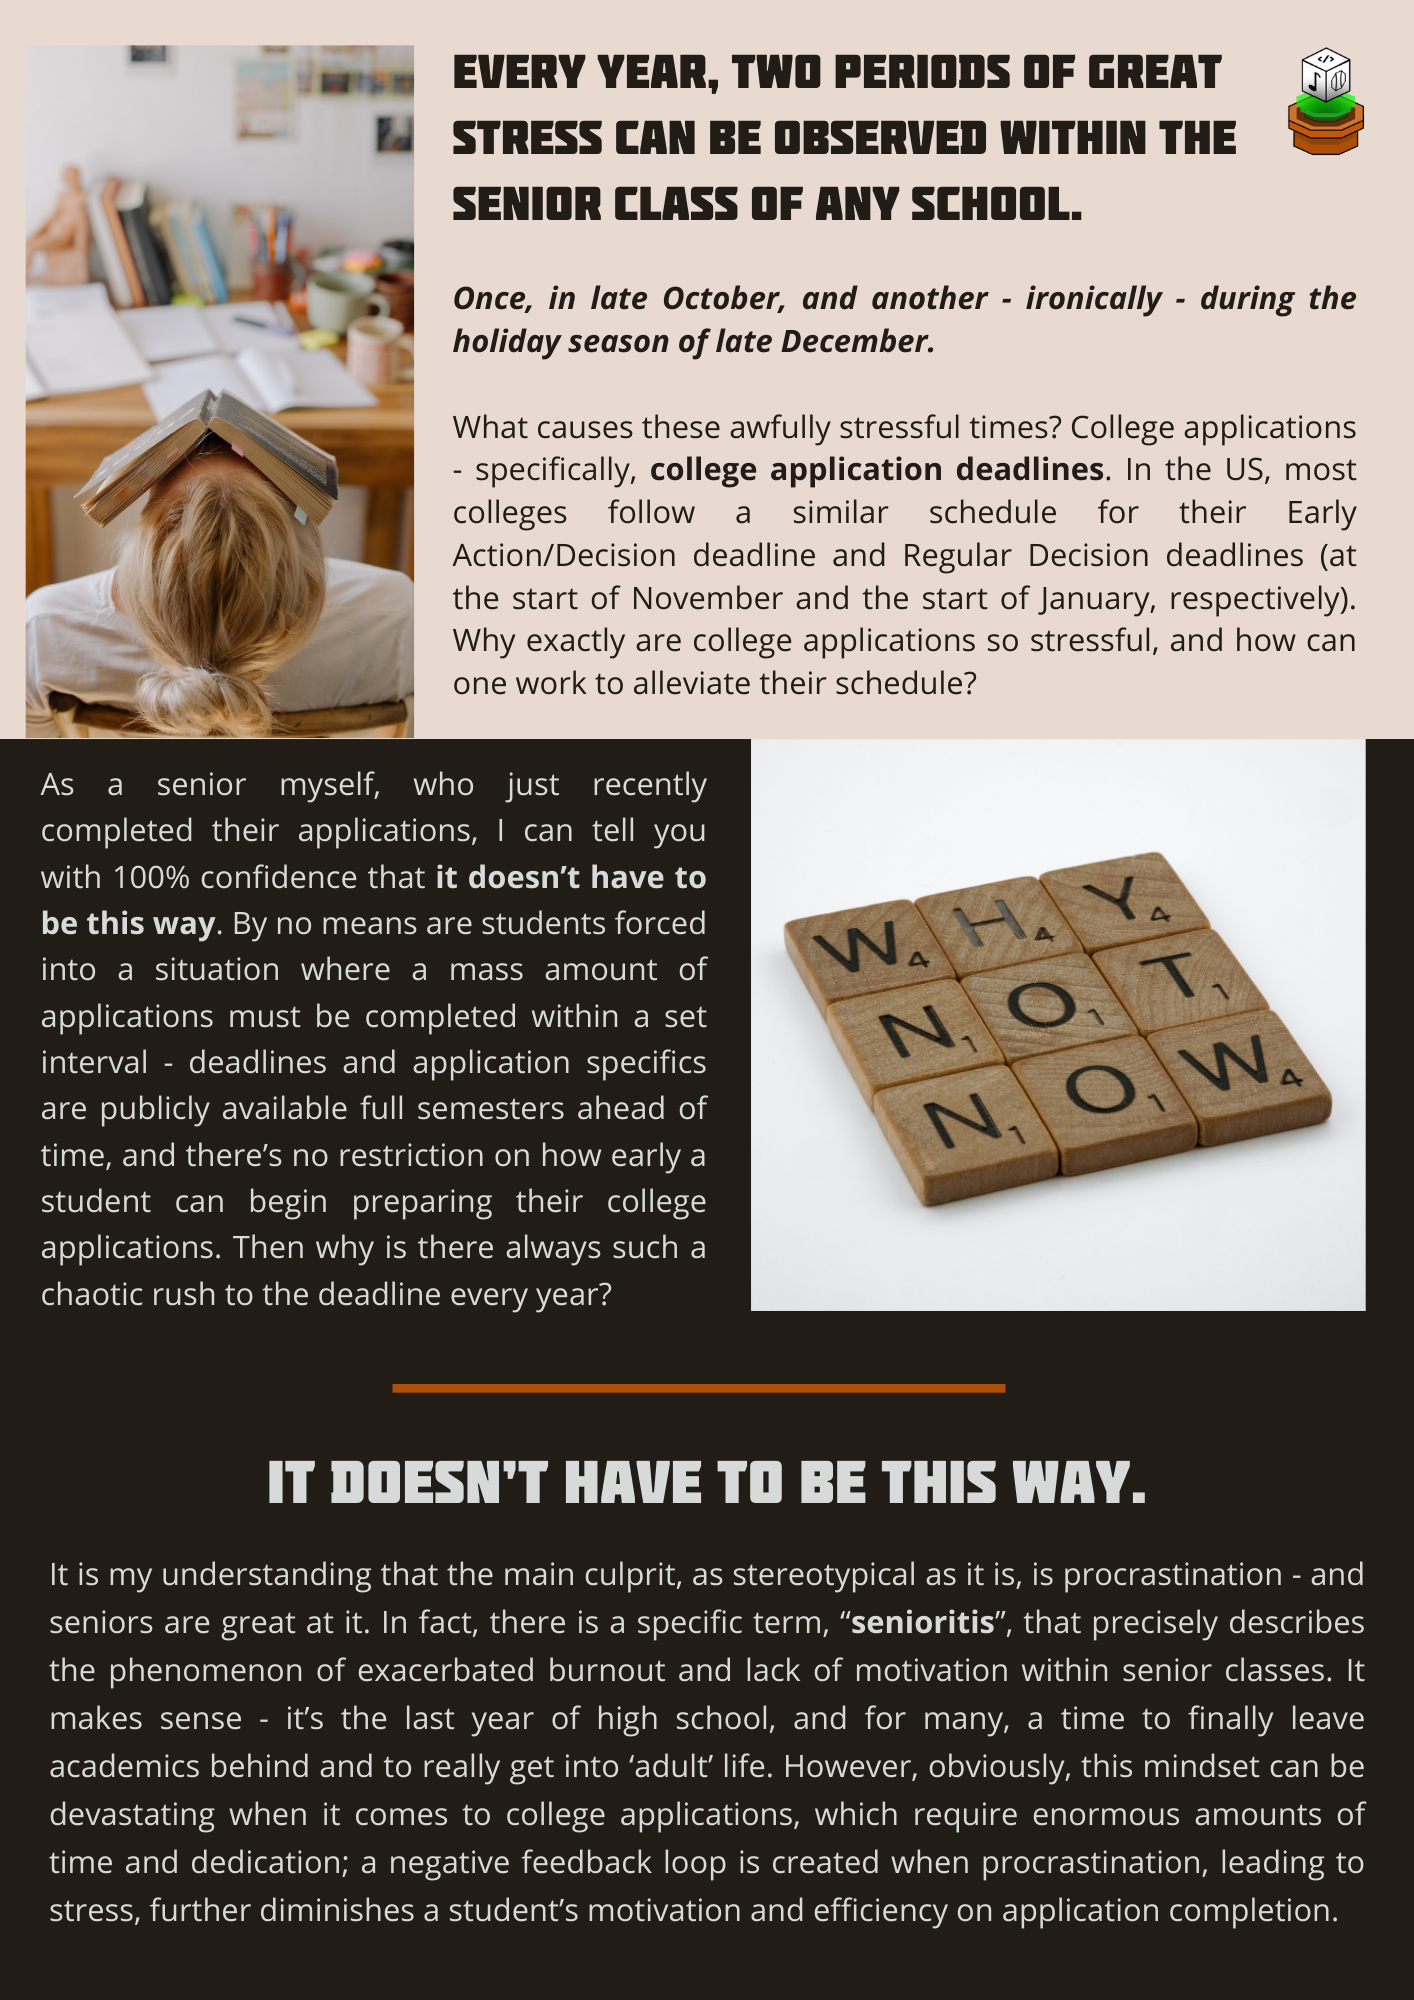 EVERY YEAR, TWO PERIODS OF GREAT
STRESS CAN BE OBSERVED WITHIN THE
SENIOR CLASS OF ANY SCHOOL.
Once, in late October, and another - ironically - during the
holiday season of late December.
What causes these awfully stressful times? College applications
- specifically, college application deadlines. In the US, most
colleges follow a similar schedule for their Early
Action/Decision deadline and Regular Decision deadlines (at
the start of November and the start of January, respectively).
Why exactly are college applications so stressful, and how can
one work to alleviate their schedule?
As a senior myself, who just recently
completed their applications, I can tell you
with 100% confidence that it doesn’t have to
be this way. By no means are students forced
into a situation where a mass amount of
applications must be completed within a set
interval - deadlines and application specifics
are publicly available full semesters ahead of
time, and there’s no restriction on how early a
student can begin preparing their college
applications. Then why is there always such a
chaotic rush to the deadline every year?
W4 H4 Y4
N1 O1 T1
N1 O1 W4
IT DOESN’T HAVE TO BE THIS WAY.
It is my understanding that the main culprit, as stereotypical as it is, is procrastination - and
seniors are great at it. In fact, there is a specific term, “senioritis”, that precisely describes
the phenomenon of exacerbated burnout and lack of motivation within senior classes. It
makes sense - it’s the last year of high school, and for many, a time to finally leave
academics behind and to really get into ‘adult’ life. However, obviously, this mindset can be
devastating when it comes to college applications, which require enormous amounts of
time and dedication; a negative feedback loop is created when procrastination, leading to
stress, further diminishes a student’s motivation and efficiency on application completion.